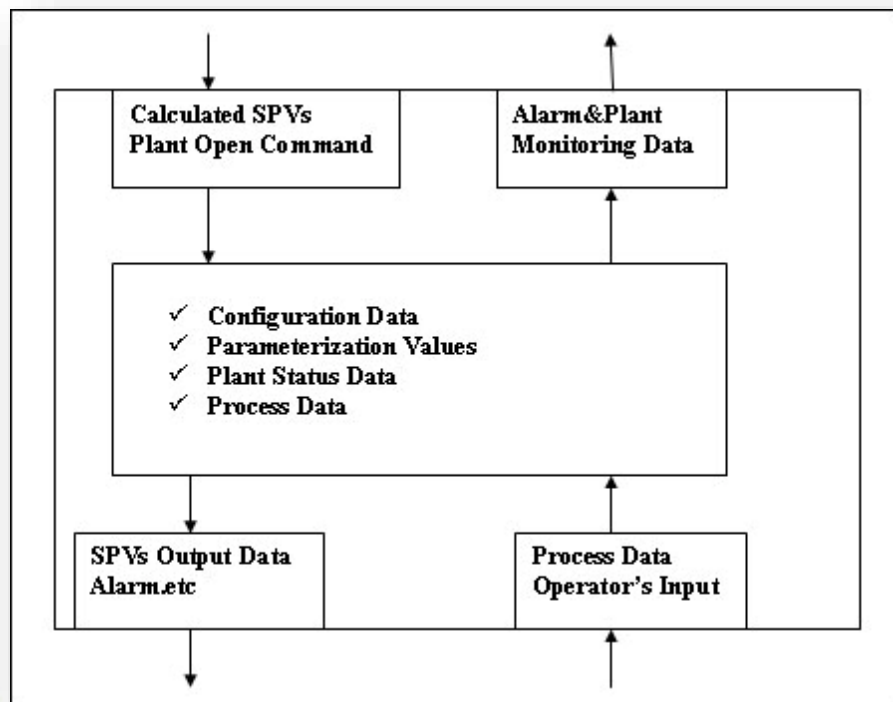 Calculated SPVs
Plant Open Command
Alarm&Plant
Monitoring Data
✓ Configuration Data
✓ Parameterization Values
✓ Plant Status Data
✓ Process Data
SPVs Output Data
Alarm.etc
Process Data
Operator's Input